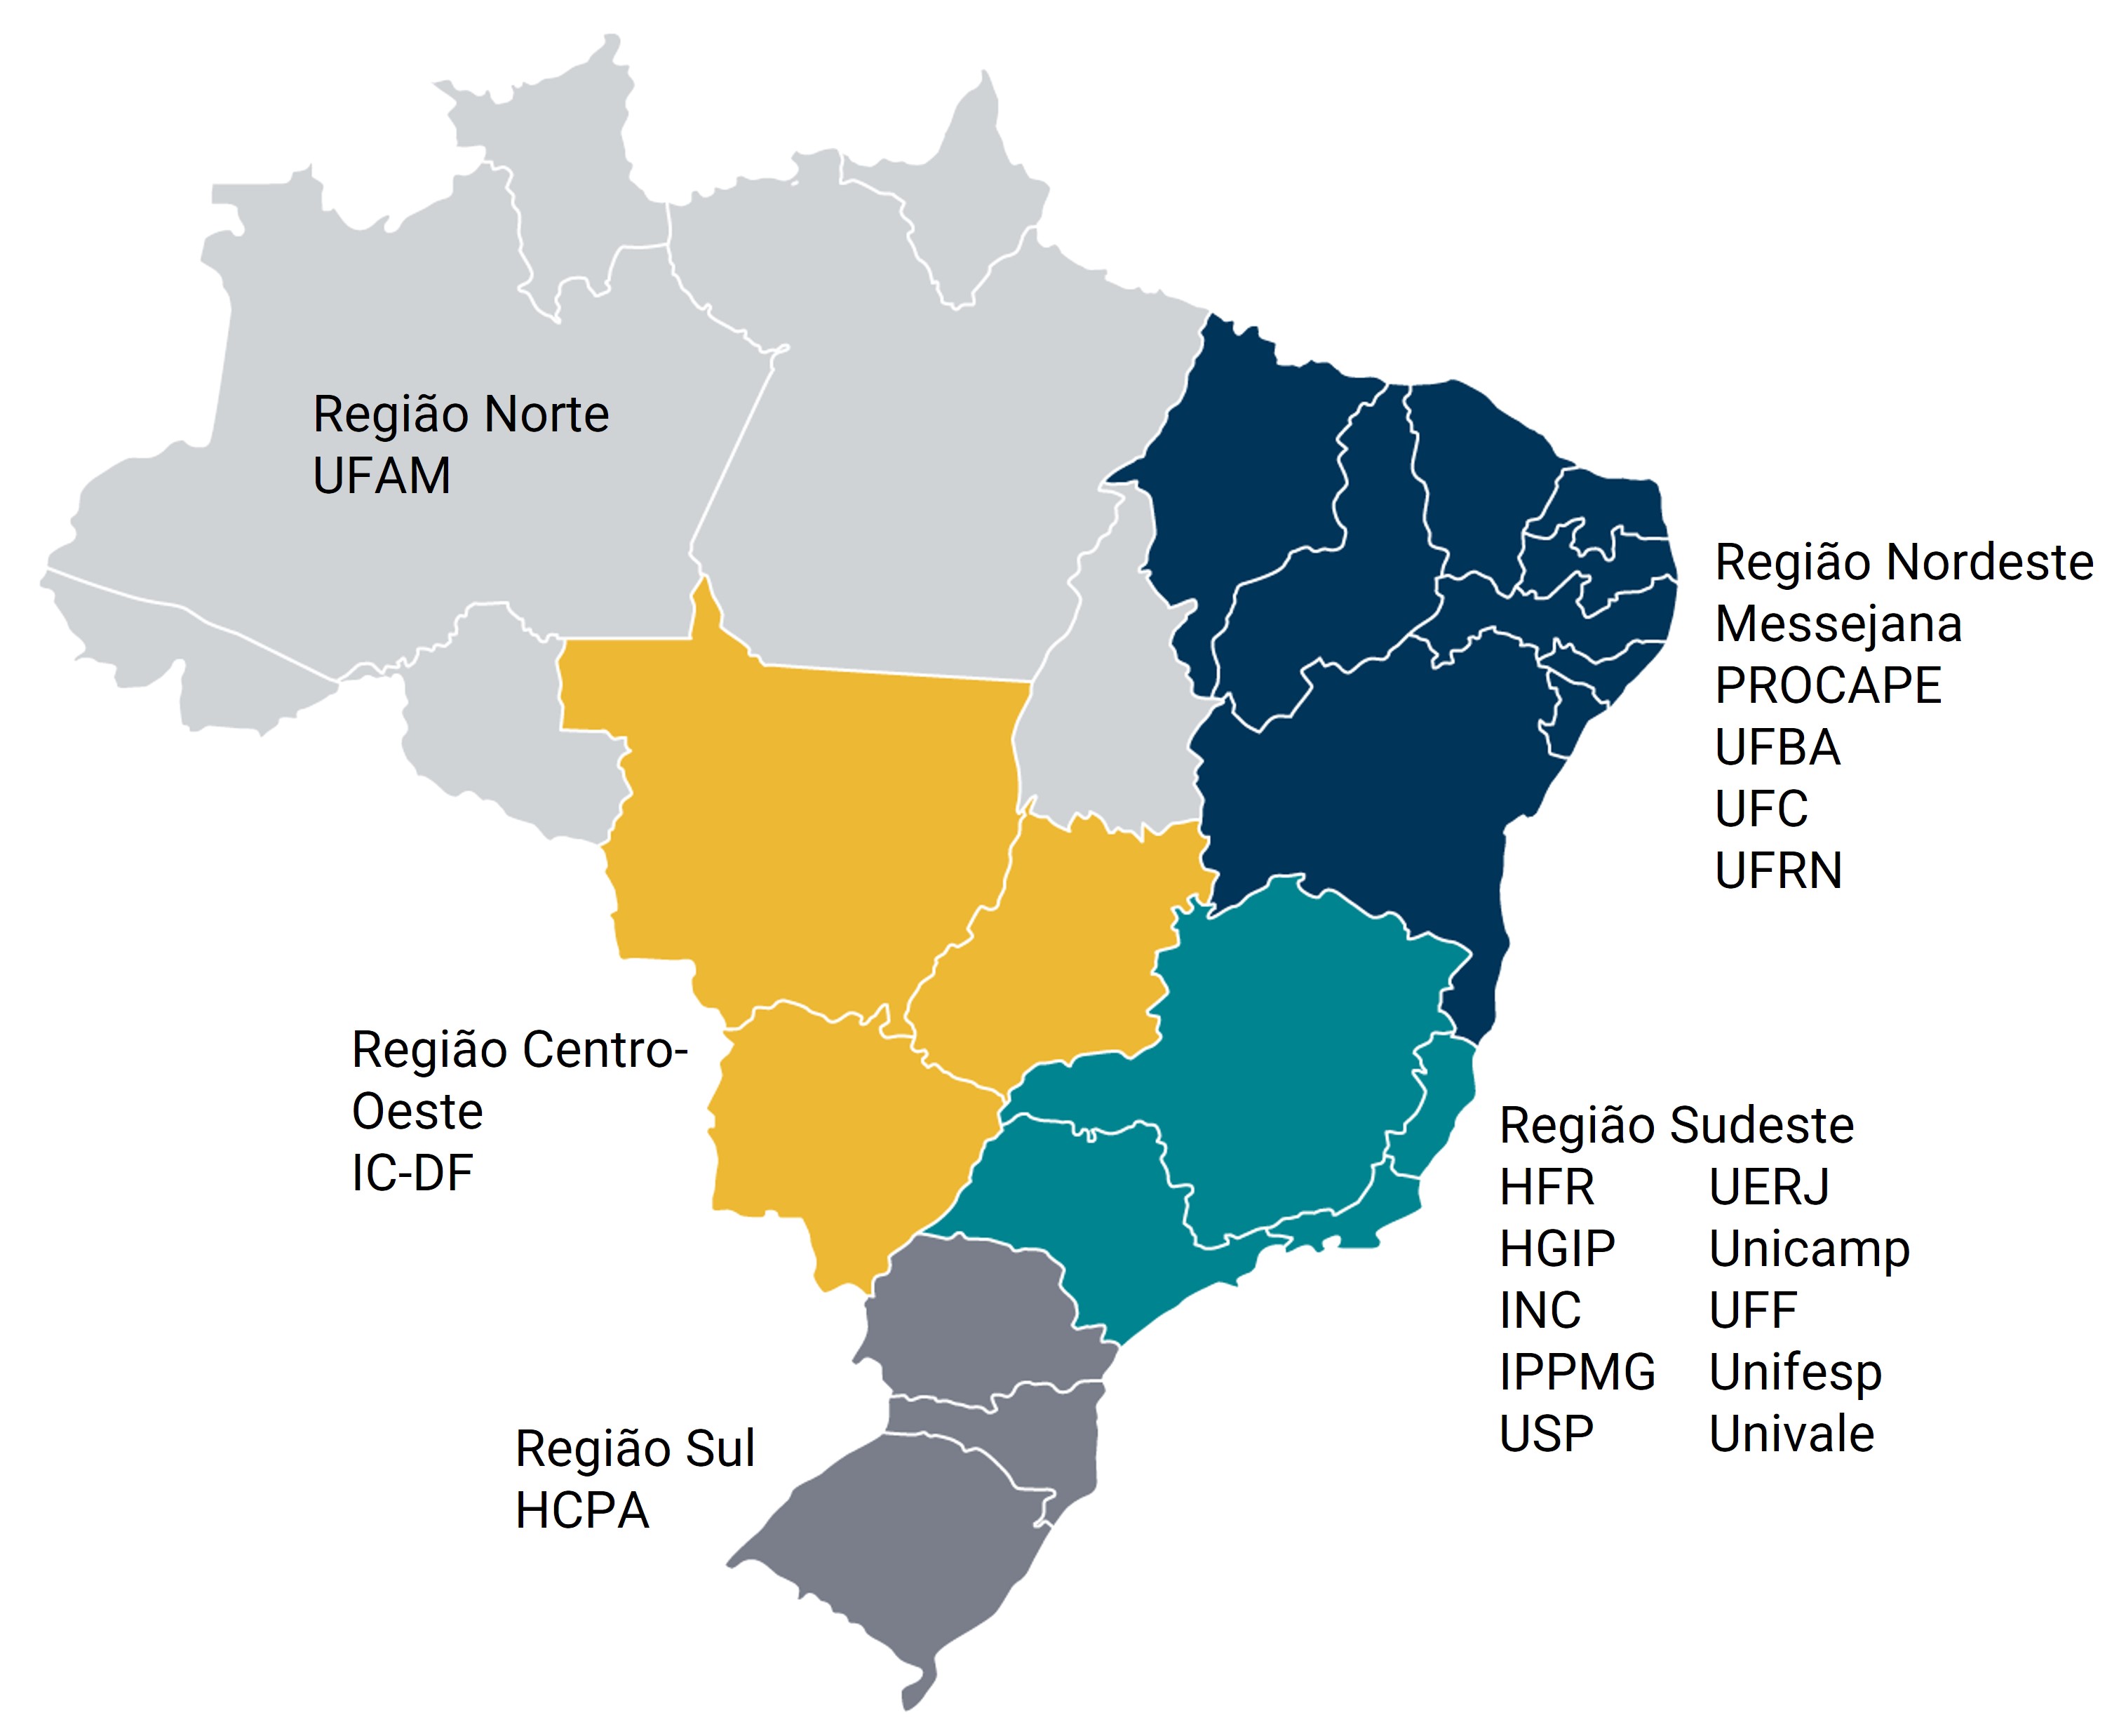 Região Norte
UFAM
Região Nordeste
Messejana
PROCAPE
UFBA
UFC
UFRN
Região Centro-
Oeste
IC-DF
Região Sudeste
HFR UERJ
HGIP Unicamp
INC UFF
IPPMG Unifesp
USP Univale
Região Sul
HCPA